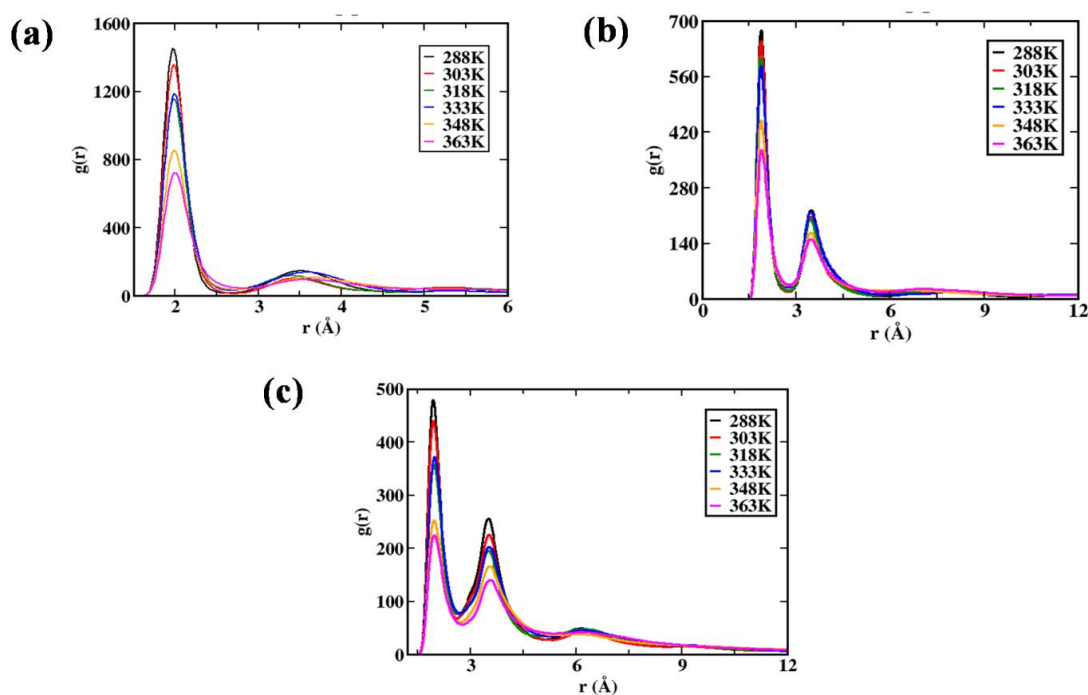 (a)
1600
1200
800
400
0
g(r)
2
3
4
5
6
r (Å)
288K
303K
318K
333K
348K
363K
(b)
700
560
420
280
140
0
g(r)
0
3
6
9
12
r (Å)
288K
303K
318K
333K
348K
363K
(c)
500
400
300
200
100
0
g(r)
3
6
9
12
r (Å)
288K
303K
318K
333K
348K
363K